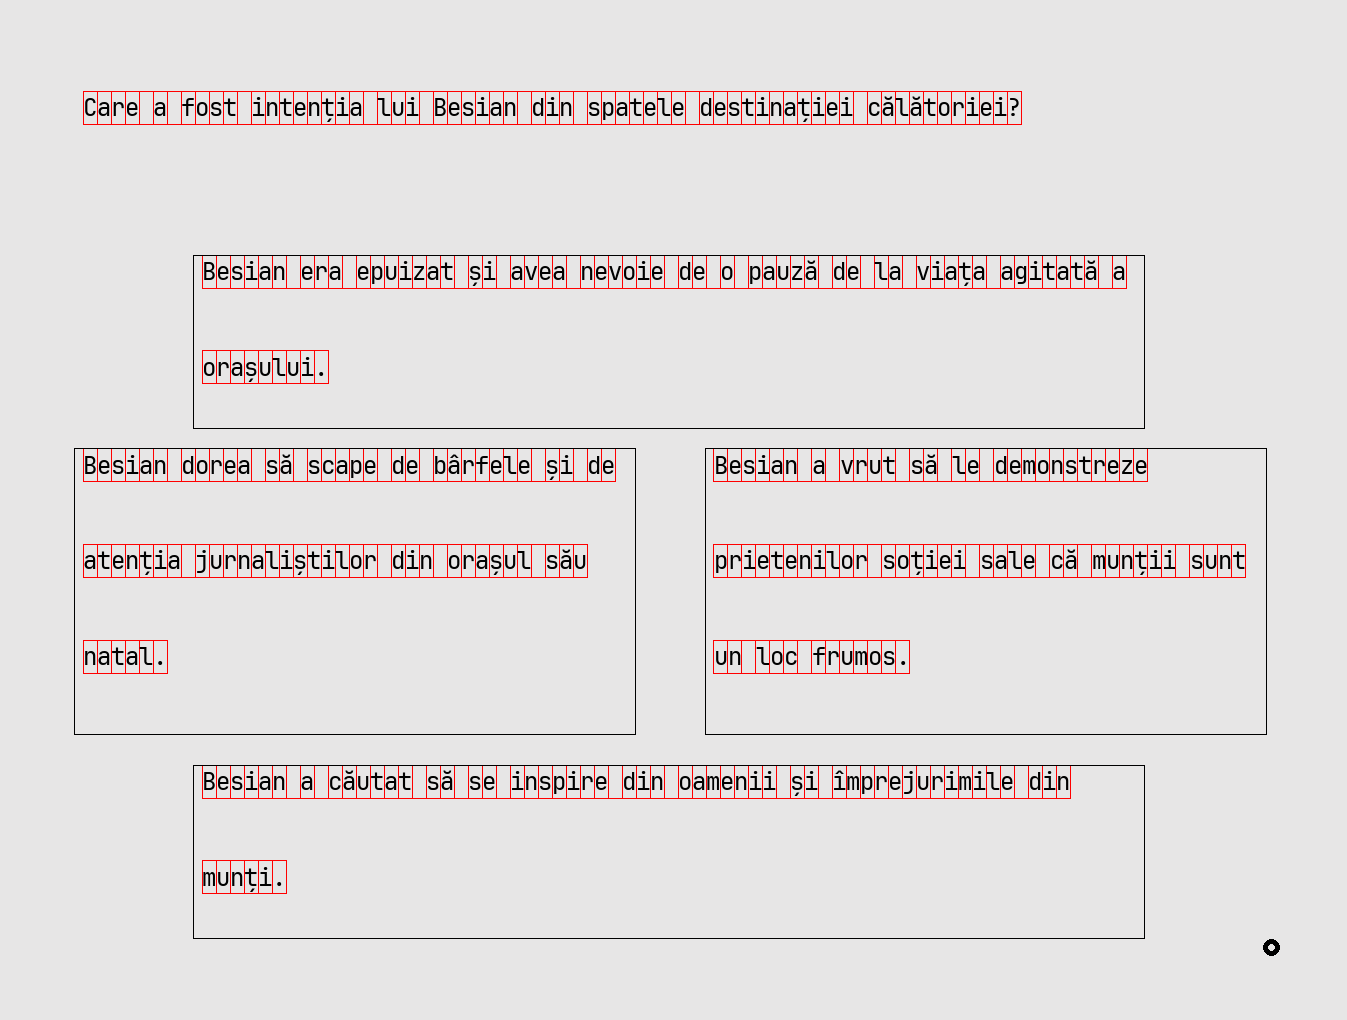 Care a fost intenția lui Besian din spatele destinației călătoriei?
Besian era epuizat și avea nevoie de o pauză de la viața agitată a
orașului.
Besian dorea să scape de bârfele și de
atenția jurnaliștilor din orașul său
natal.
Besian a vrut să le demonstreze
prietenilor soției sale că munții sunt
un loc frumos.
Besian a căutat să se inspire din oamenii și împrejurimile din
munți.